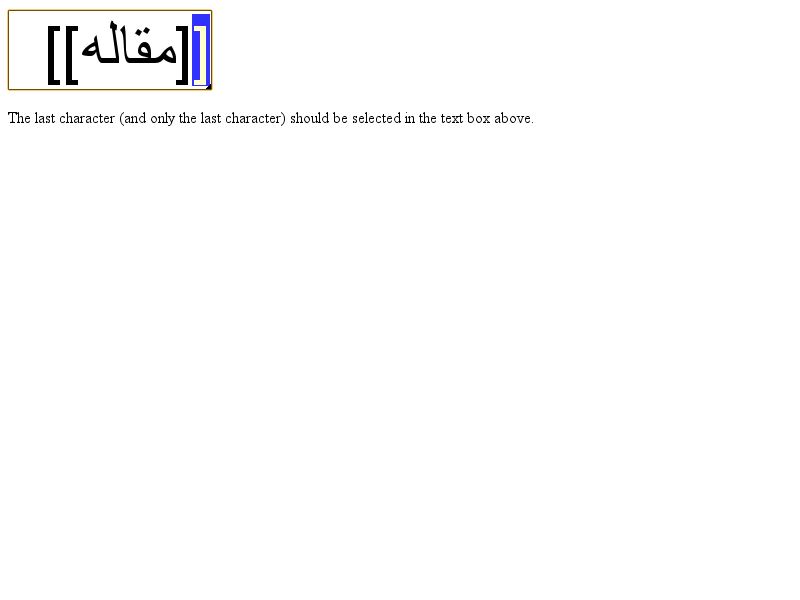 [[مقاله]]
The last character (and only the last character) should be selected in the text box above.